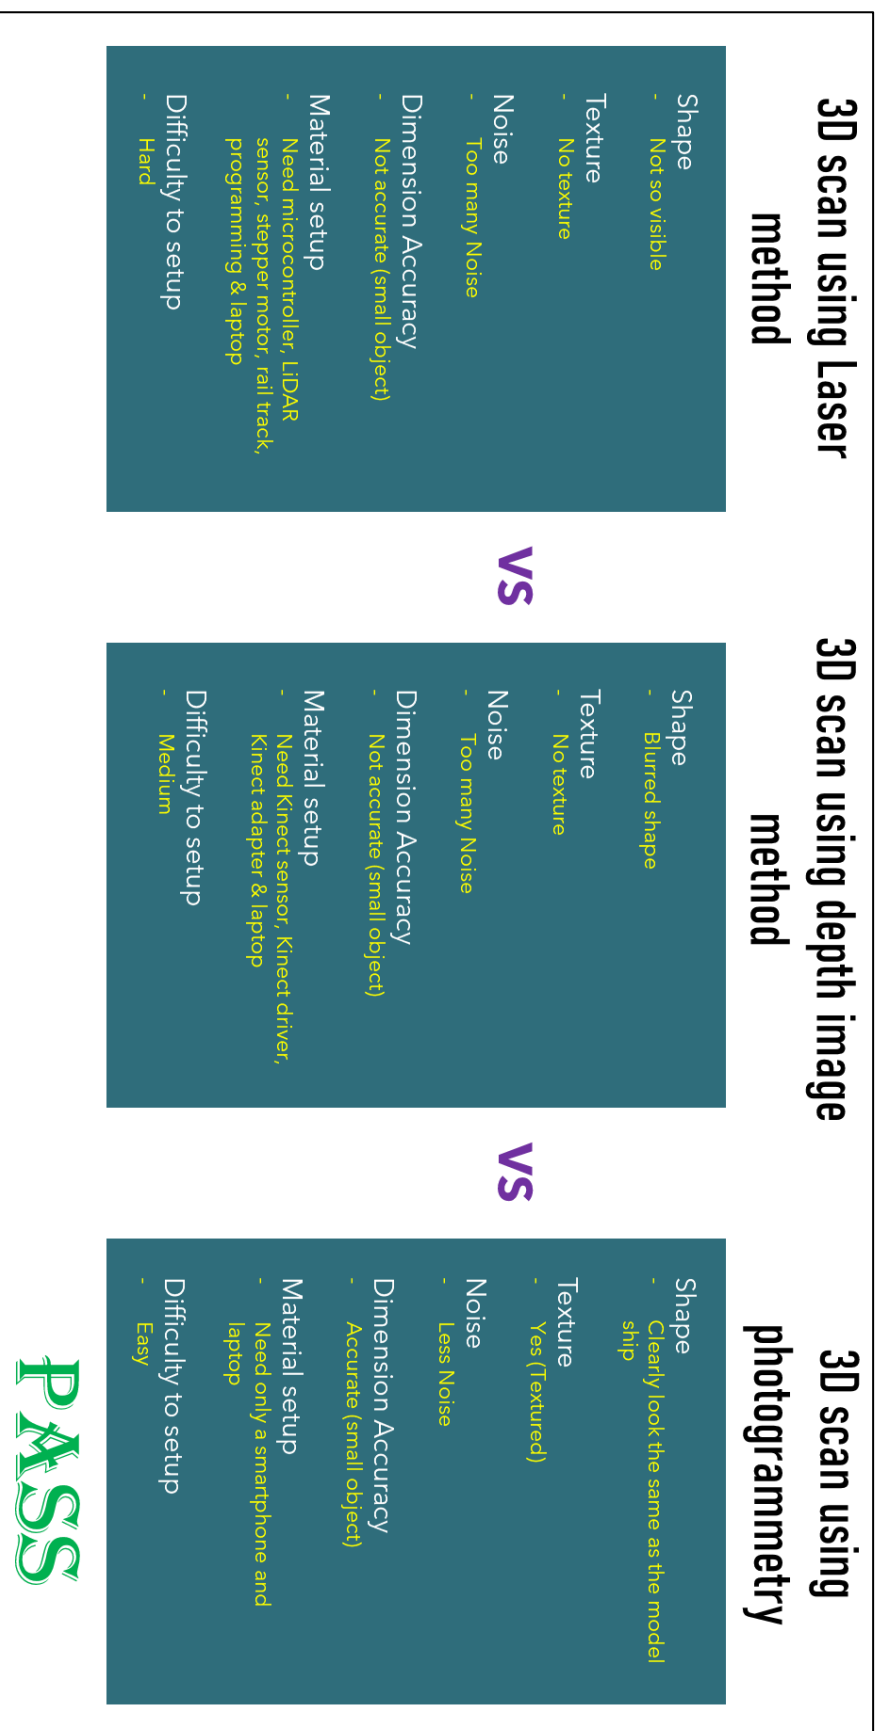 3D scan using Laser
method
Shape
- Not so visible
Texture
- No texture
Noise
- Too many Noise
Dimension Accuracy
- Not accurate (small object)
Material setup
- Need microcontroller, LiDAR
sensor, stepper motor, rail track,
programming & laptop
Difficulty to setup
- Hard
vs
3D scan using depth image
method
Shape
- Blurred shape
Texture
- No texture
Noise
- Too many Noise
Dimension Accuracy
- Not accurate (small object)
Material setup
- Need Kinect sensor, Kinect driver,
Kinect adapter & laptop
Difficulty to setup
- Medium
vs
3D scan using
photogrammetry
Shape
- Clearly look the same as the model
ship
Texture
- Yes (Textured)
Noise
- Less Noise
Dimension Accuracy
- Accurate (small object)
Material setup
- Need only a smartphone and
laptop
Difficulty to setup
- Easy
PASS